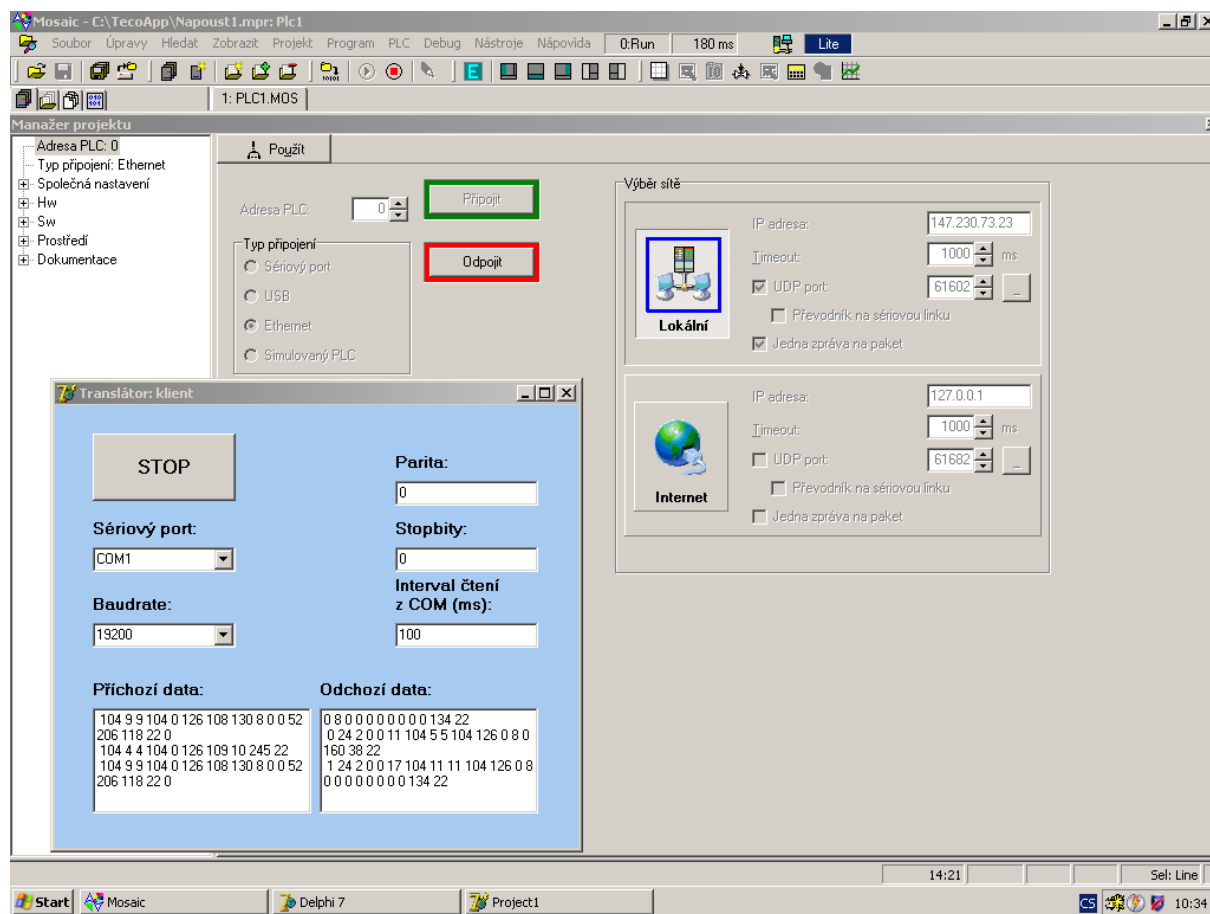 Mosaic - C:\TecoApp\Napoust1.mpr: Plc1
Soubor Úpravy Hledat Zobrazit Projekt Program PLC Debug Nástroje Nápovìda 0:Run 180 ms Lite
1: PLC1.MOS
Manažer projektu
Adresa PLC: 0
Typ připojení: Ethernet
Společná nastavení
Hw
Sw
Prostředí
Dokumentace
Použít
Adresa PLC: 0
Připojit
Odpojit
Typ připojení
Sériový port
USB
Ethernet
Simulovaný PLC
Výběr sítě
Lokální
IP adresa: 147.230.73.23
Timeout: 1000 ms
UDP port: 61602 _
Převodník na sériovou linku
Jedna zpráva na paket
Internet
IP adresa: 127.0.0.1
Timeout: 1000 ms
UDP port: 61682 _
Převodník na sériovou linku
Jedna zpráva na paket
Translátor: klient
STOP
Parita:
0
Sériový port:
COM1
Stopbity:
0
Baudrate:
19200
Interval čtení
z COM (ms):
100
Příchozí data:
104 9 9 104 0 126 108 130 8 0 0 52
206 118 22 0
104 4 4 104 0 126 109 10 245 22
104 9 9 104 0 126 108 130 8 0 0 52
206 118 22 0
Odchozí data:
0 8 0 0 0 0 0 0 0 0 134 22
0 24 2 0 0 11 104 5 5 104 126 0 8 0
160 38 22
1 24 2 0 0 17 104 11 11 104 126 0 8
0 0 0 0 0 0 0 0 134 22
14:21
Sel: Line
Start Mosaic Delphi 7 Project1 CS 10:34